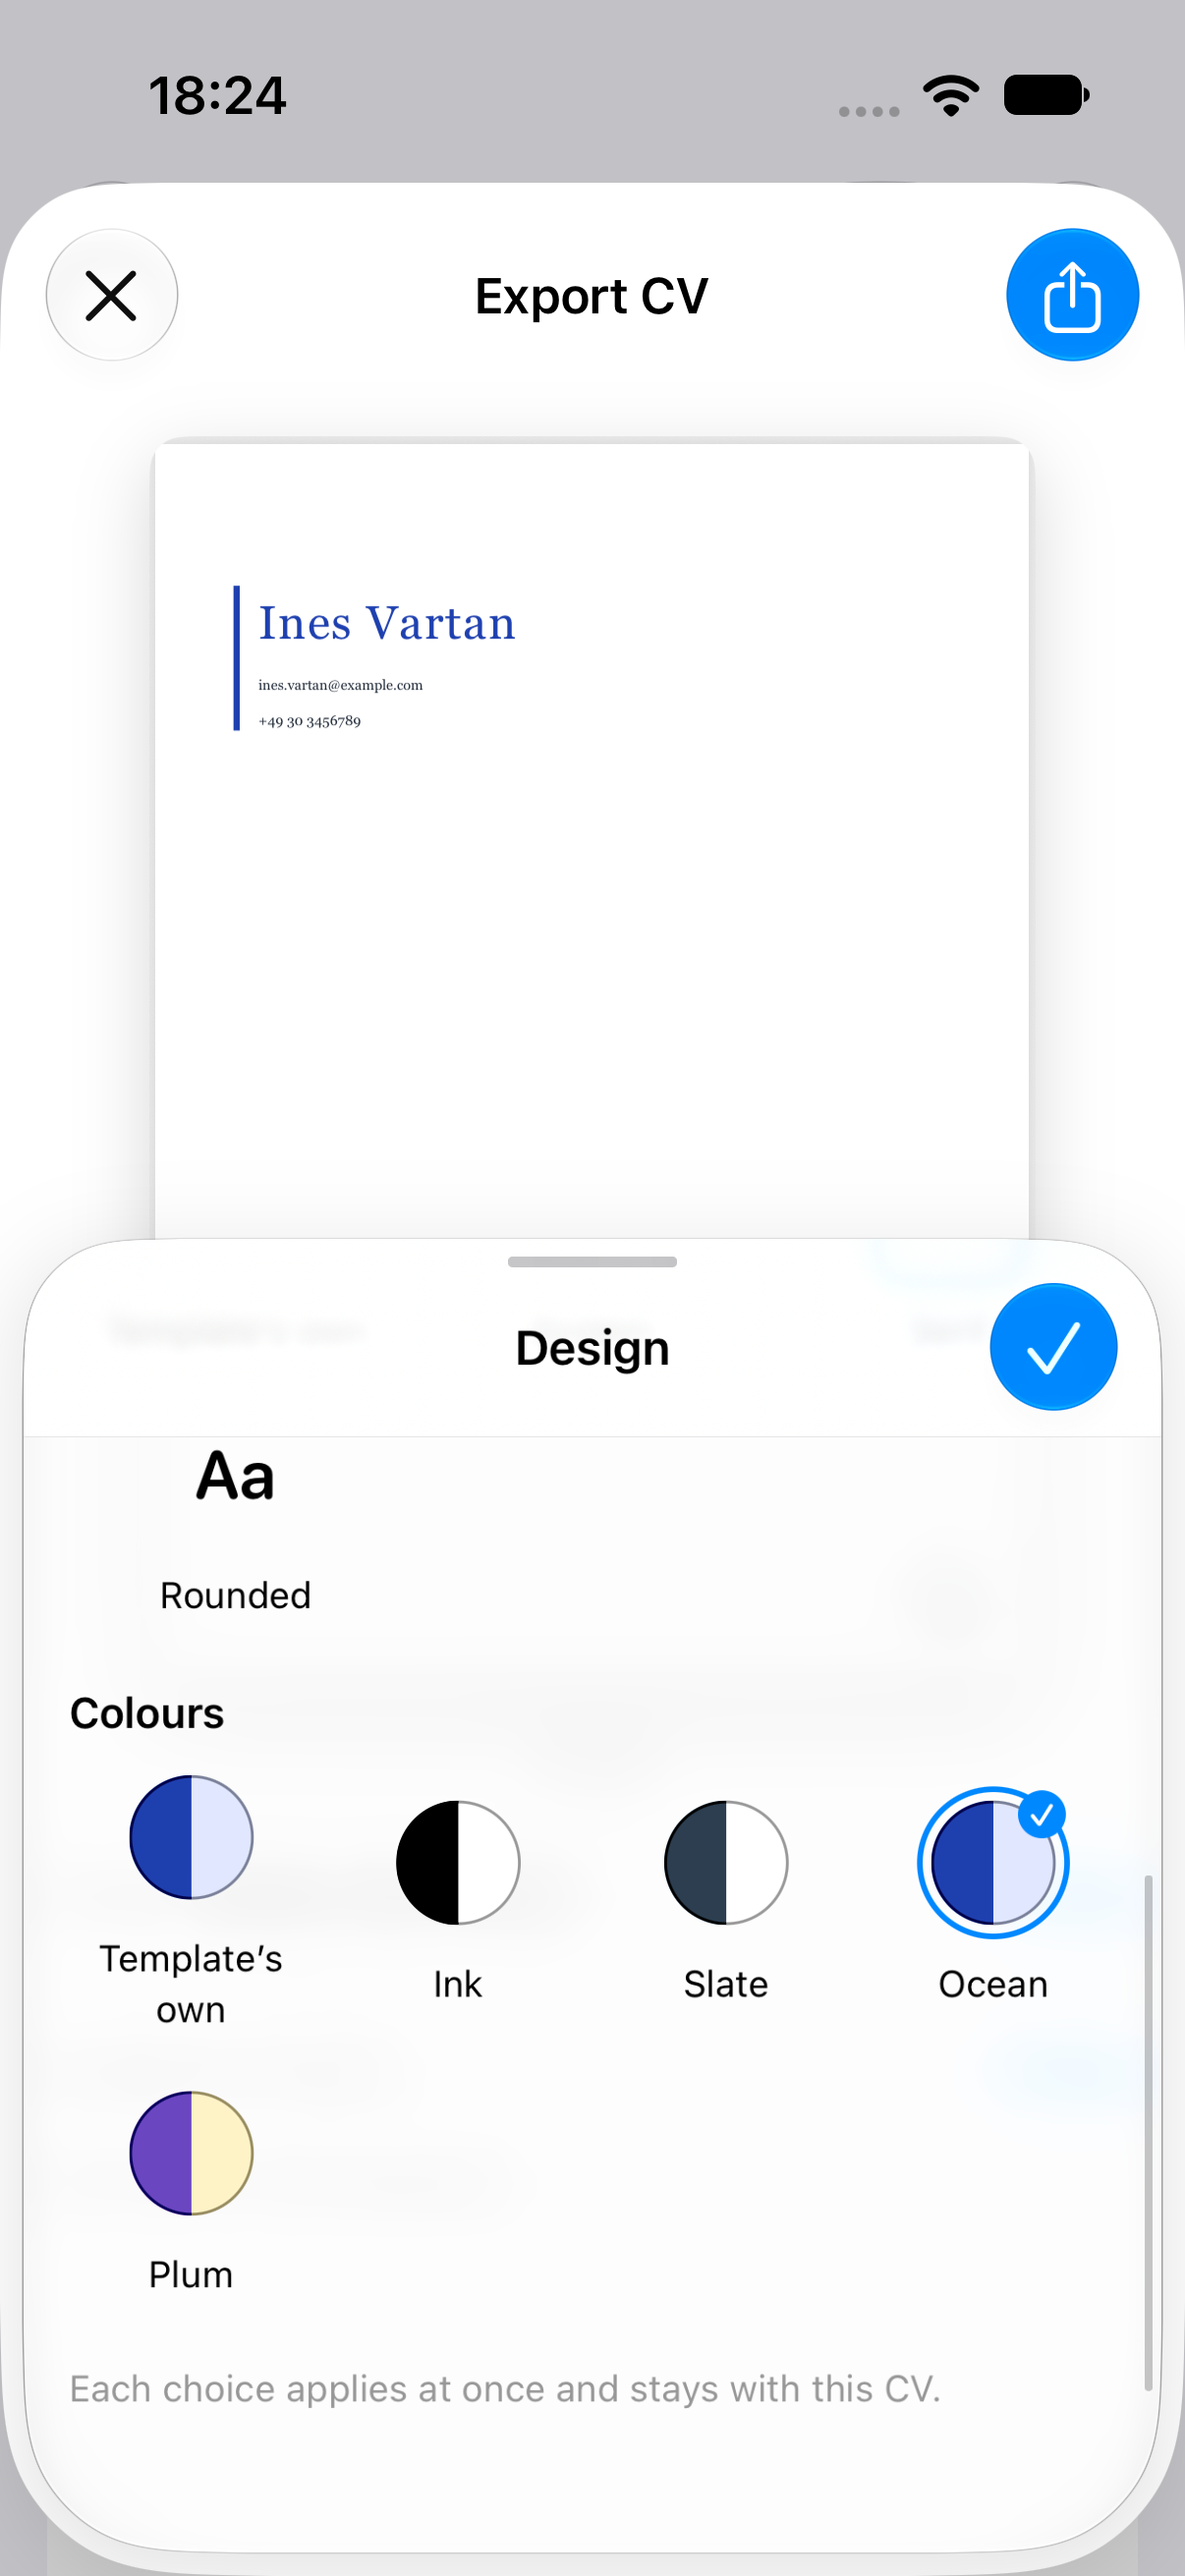 18:24
Export CV
Ines Vartan
ines.vartan@example.com
+49 30 3456789
Design
Aa
Rounded
Colours
Template’s
own
Ink
Slate
Ocean
Plum
Each choice applies at once and stays with this CV.